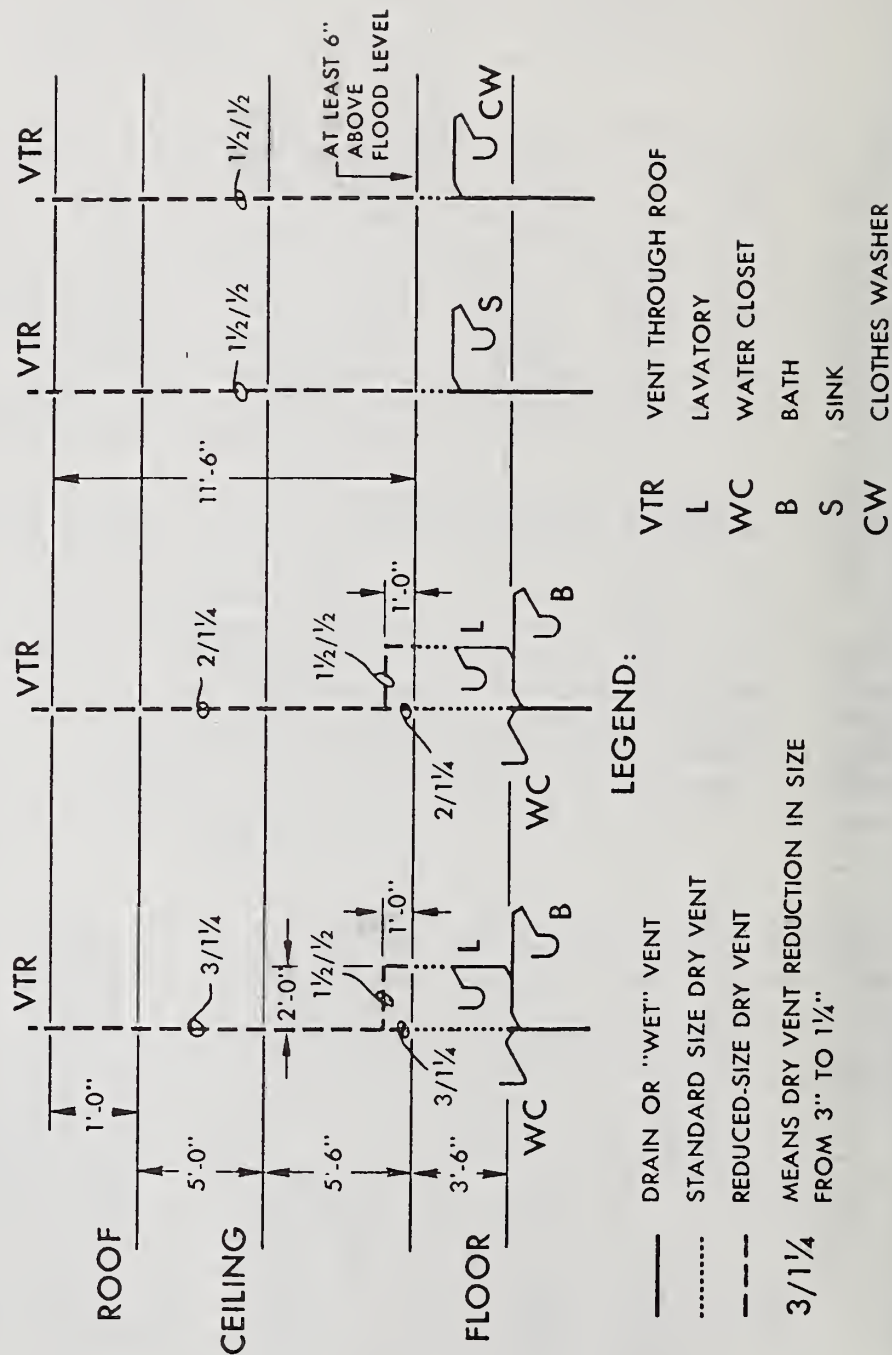 VTR
VTR
VTR
VTR
1'-0"
ROOF
3/1¼
2/1¼
1½/½
1½/½
5'-0"
11'-6"
CEILING
2'-0"
1½/½
1½/½
AT LEAST 6"
ABOVE
FLOOD LEVEL
5'-6"
1'-0"
1'-0"
3/1¼
2/1¼
L
L
S
CW
3'-6"
FLOOR
WC
B
WC
B
LEGEND:
DRAIN OR "WET" VENT
STANDARD SIZE DRY VENT
REDUCED-SIZE DRY VENT
3/1¼ MEANS DRY VENT REDUCTION IN SIZE
FROM 3" TO 1¼"
VTR VENT THROUGH ROOF
L LAVATORY
WC WATER CLOSET
B BATH
S SINK
CW CLOTHES WASHER